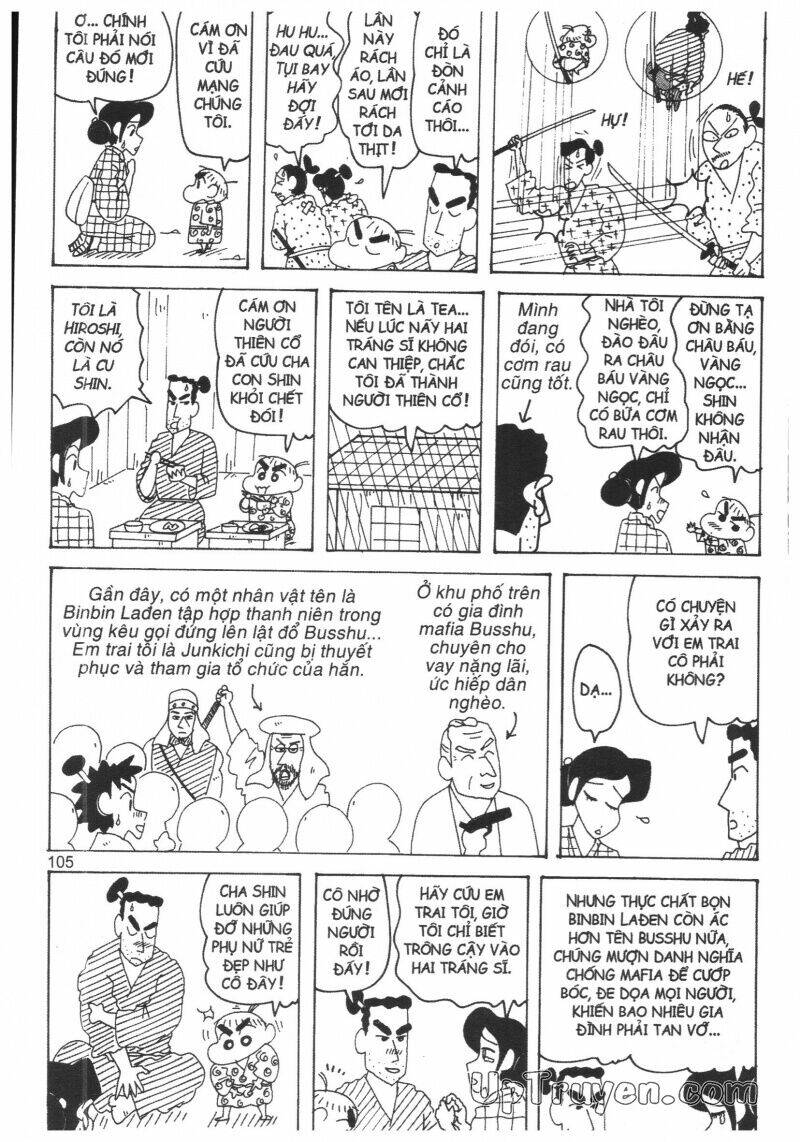 HỂ!
HỰ!
ĐÓ
CHỈ LÀ
ĐÒN
CẢNH
CÁO
THÔI...
LẦN
NÀY
RÁCH
ÁO, LẦN
SAU MỚI
RÁCH
TƠI DA
THỊT!
HU HU...
ĐAU QUÁ,
TỤI BAY
HÃY
ĐỢI
ĐẤY!
CÁM ƠN
VÌ ĐÃ
CỨU
MẠNG
CHÚNG
TÔI.
Ơ... CHÍNH
TÔI PHẢI NÓI
CÂU ĐÓ MỚI
ĐÚNG!
ĐỪNG TẠ
ƠN BẰNG
CHÂU BÁU,
VÀNG
NGỌC...
SHIN
KHÔNG
NHẬN
ĐÂU.
NHÀ TÔI
NGHÈO,
ĐÀO ĐÂU
RA CHÂU
BÁU VÀNG
NGỌC, CHỈ
CÓ BỮA CƠM
RAU THÔI.
Mình
đang
đói, có
cơm rau
cũng tốt.
TÔI TÊN LÀ TEA...
NẾU LÚC NÃY HAI
TRÁNG SĨ KHÔNG
CAN THIỆP, CHẮC
TÔI ĐÃ THÀNH
NGƯỜI THIÊN CỔ!
CÁM ƠN
NGƯỜI
THIÊN CỔ
ĐÃ CỨU CHA
CON SHIN
KHỎI CHẾT
ĐÓI!
TÔI LÀ
HIROSHI,
CÒN NÓ
LÀ CU
SHIN.
CÓ CHUYỆN
GÌ XẢY RA
VỚI EM TRAI
CÔ PHẢI
KHÔNG?
DẠ...
Ở khu phố trên
có gia đình
mafia Busshu,
chuyên cho
vay nặng lãi,
ức hiếp dân
nghèo.
Gần đây, có một nhân vật tên là
Binbin Lađen tập hợp thanh niên trong
vùng kêu gọi đứng lên lật đổ Busshu...
Em trai tôi là Junkichi cũng bị thuyết
phục và tham gia tổ chức của hắn.
105
NHƯNG THỰC CHẤT BỌN
BINBIN LAĐEN CÒN ÁC
HƠN TÊN BUSSHU NỮA,
CHÚNG MƯỢN DANH NGHĨA
CHỐNG MAFIA ĐỂ CƯỚP
BÓC, ĐE DỌA MỌI NGƯỜI,
KHIẾN BAO NHIÊU GIA
ĐÌNH PHẢI TAN VỠ...
HÃY CỨU EM
TRAI TÔI, GIỜ
TÔI CHỈ BIẾT
TRÔNG CẬY VÀO
HAI TRÁNG SĨ.
CÔ NHỜ
ĐÚNG
NGƯỜI
RỒI
ĐẤY!
CHA SHIN
LUÔN GIÚP
ĐỠ NHỮNG
PHỤ NỮ TRẺ
ĐẸP NHƯ
CÔ ĐÂY!
UpTruyen.com